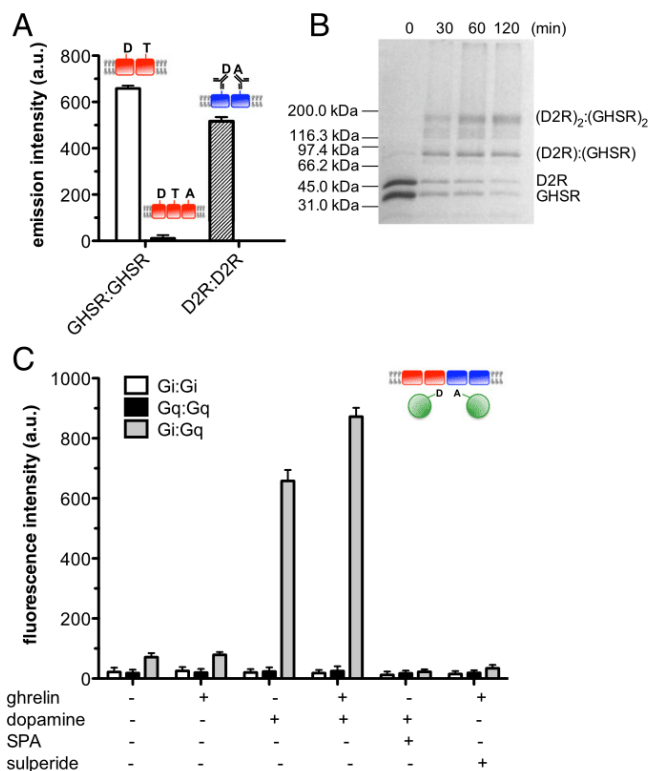 A
emission intensity (a.u.)
800
600
400
200
0
D T
D A
D T A
GHSR:GHSR
D2R:D2R
B
0 30 60 120 (min)
200.0 kDa
116.3 kDa
97.4 kDa
66.2 kDa
45.0 kDa
31.0 kDa
(D2R)2:(GHSR)2
(D2R):(GHSR)
D2R
GHSR
C
fluorescence intensity (a.u.)
1000
800
600
400
200
0
Gi:Gi
Gq:Gq
Gi:Gq
D A
ghrelin - + - + - +
dopamine - - + + + -
SPA - - - - + -
sulperide - - - - - +